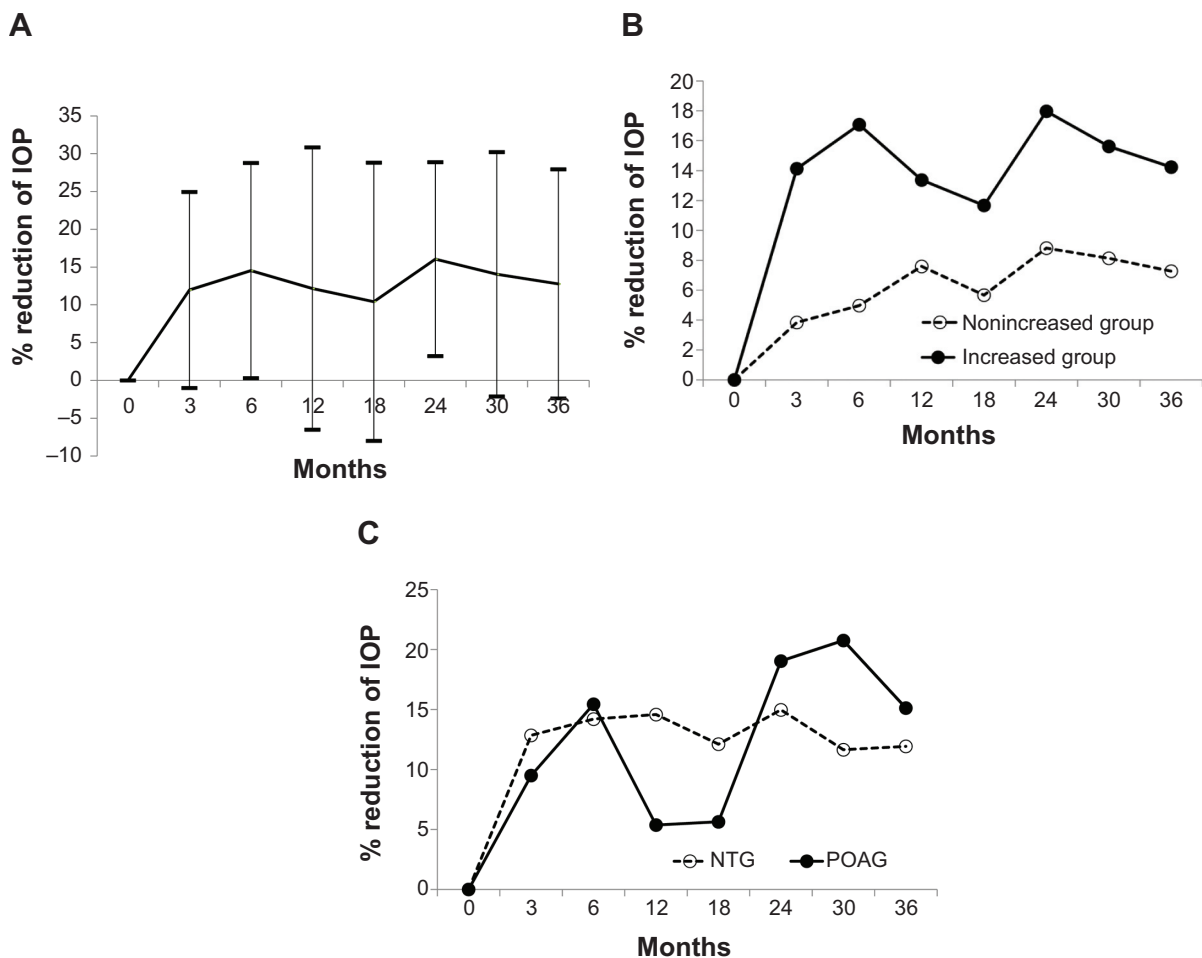 A
% reduction of IOP
35
30
25
20
15
10
5
0
–5
–10
0 3 6 12 18 24 30 36
Months
B
% reduction of IOP
20
18
16
14
12
10
8
6
4
2
0
Nonincreased group
Increased group
0 3 6 12 18 24 30 36
Months
C
% reduction of IOP
25
20
15
10
5
0
NTG POAG
0 3 6 12 18 24 30 36
Months